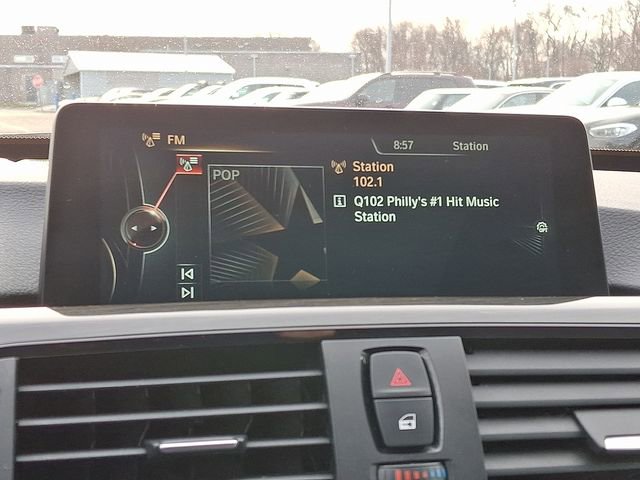 FM
8:57
Station
POP
Station
102.1
Q102 Philly's #1 Hit Music
Station